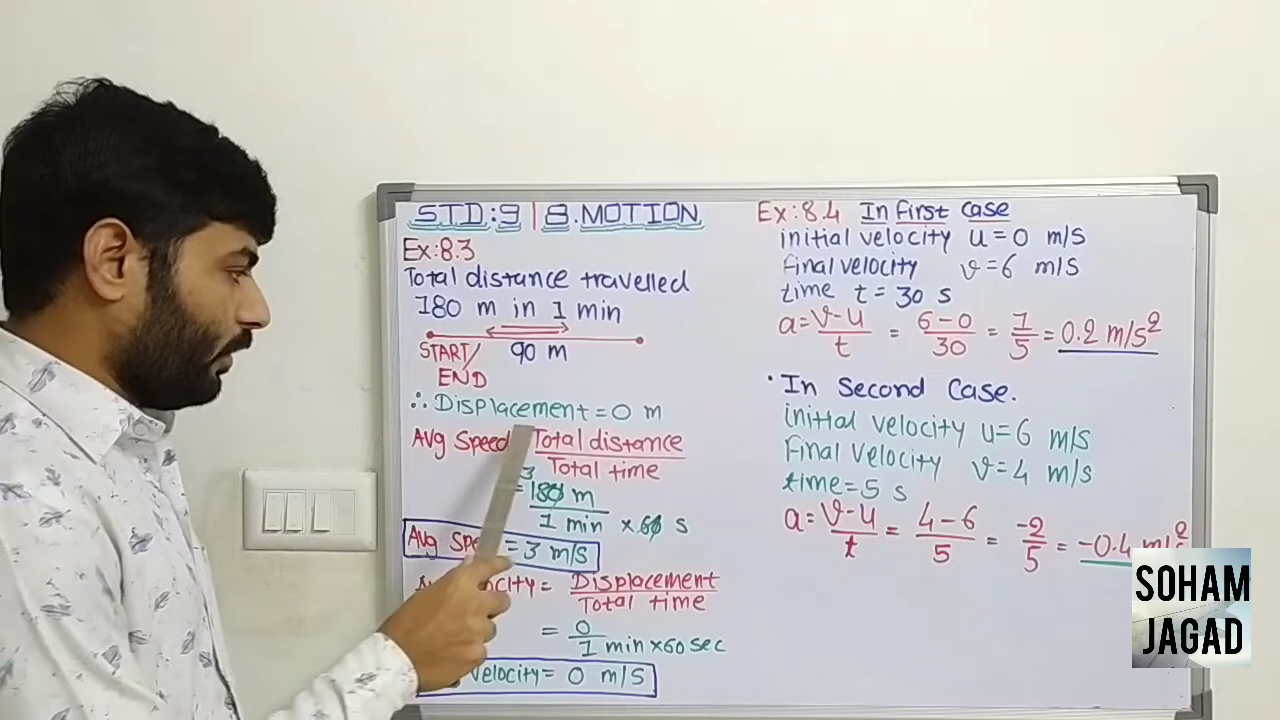 STD:9 | 8.MOTION
Ex:8.3
Total distance travelled
180 m in 1 min
START/
END
90 m
∴ Displacement = 0 m
Avg Speed Total distance
Total time
3
= 180 m
1 min × 60 s
Avg = 3 m/s
= Displacement
Total time
= 0
1 min × 60 sec
velocity = 0 m/s
Ex:8.4 In First Case
initial velocity u = 0 m/s
Final velocity v = 6 m/s
time t = 30 s
a = v-u / t = 6-0 / 30 = 1/5 = 0.2 m/s²
• In Second Case.
initial velocity u = 6 m/s
Final velocity v = 4 m/s
time = 5 s
a = v-u / t = 4-6 / 5 = -2/5 = -0.4 m/s²
SOHAM
JAGAD